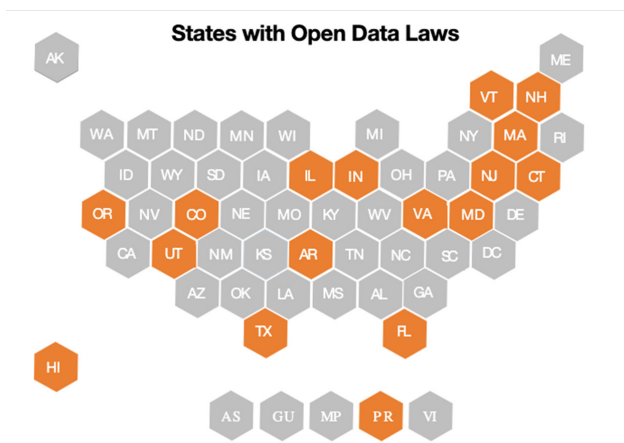 States with Open Data Laws
AK
ME
VT NH
WA MT ND MN WI MI NY MA RI
ID WY SD IA IL IN OH PA NJ CT
OR NV CO NE MO KY WV VA MD DE
CA UT NM KS AR TN NC SC DC
AZ OK LA MS AL GA
TX FL
HI
AS GU MP PR VI